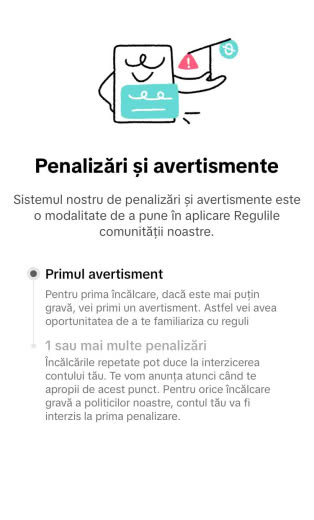 Penalizări și avertismente
Sistemul nostru de penalizări și avertismente este
o modalitate de a pune în aplicare Regulile
comunității noastre.
Primul avertisment
Pentru prima încălcare, dacă este mai puțin
gravă, vei primi un avertisment. Astfel vei avea
oportunitatea de a te familiariza cu reguli
1 sau mai multe penalizări
Încălcările repetate pot duce la interzicerea
contului tău. Te vom anunța atunci când te
apropii de acest punct. Pentru orice încălcare
gravă a politicilor noastre, contul tău va fi
interzis la prima penalizare.